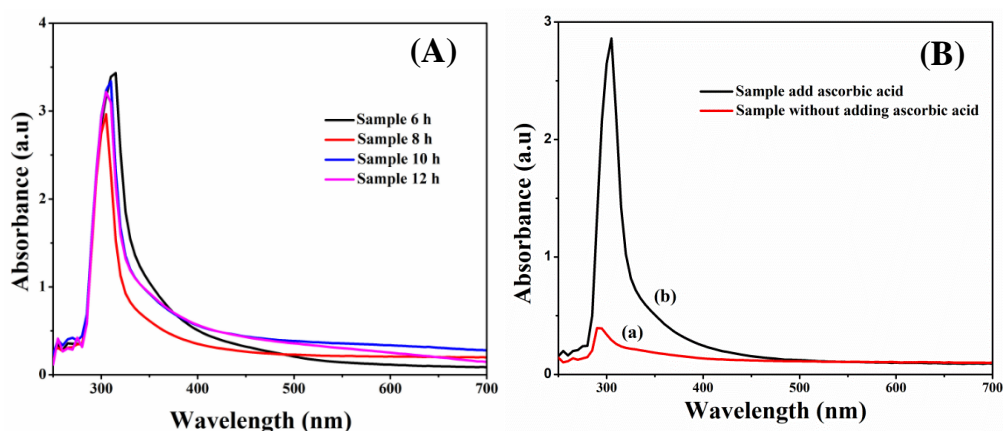 (A)
4
3
2
1
0
Absorbance (a.u)
Sample 6 h
Sample 8 h
Sample 10 h
Sample 12 h
300
400
500
600
700
Wavelength (nm)
(B)
3
2
1
0
Absorbance (a.u)
Sample add ascorbic acid
Sample without adding ascorbic acid
(b)
(a)
300
400
500
600
700
Wavelength (nm)